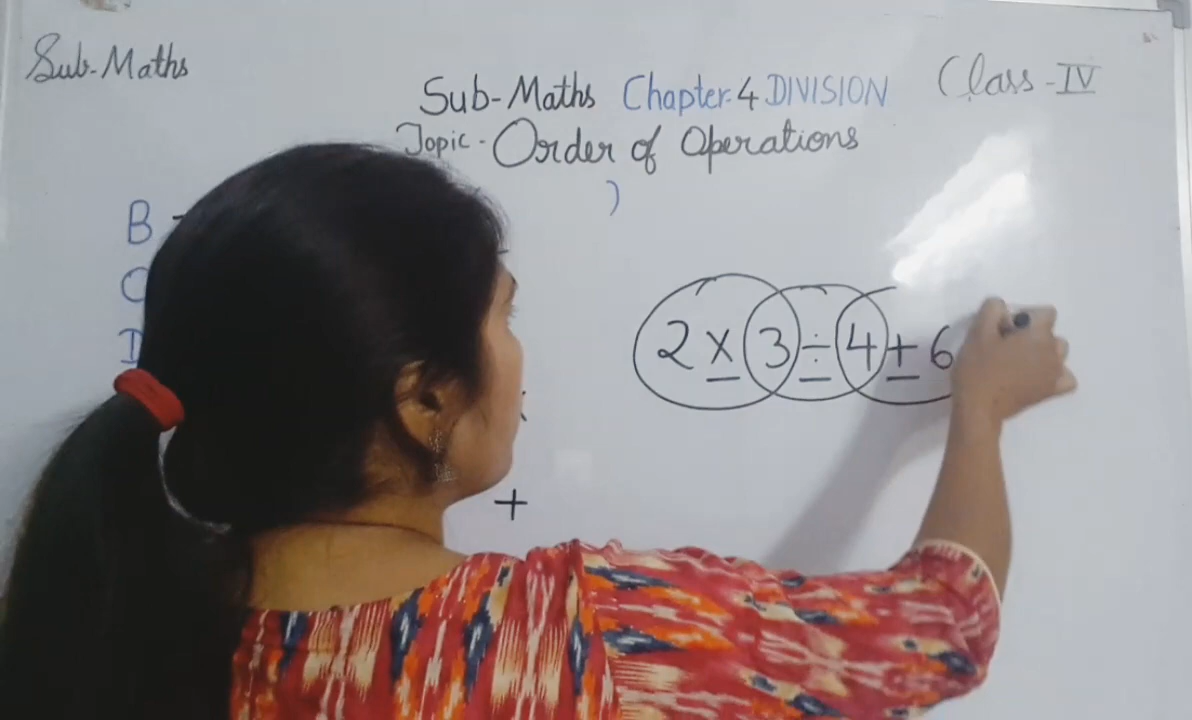 Sub-Maths
Class-IV
Sub-Maths Chapter-4 DIVISION
Topic-Order of Operations
)
B -
O
D
2 × 3 ÷ 4 + 6
+